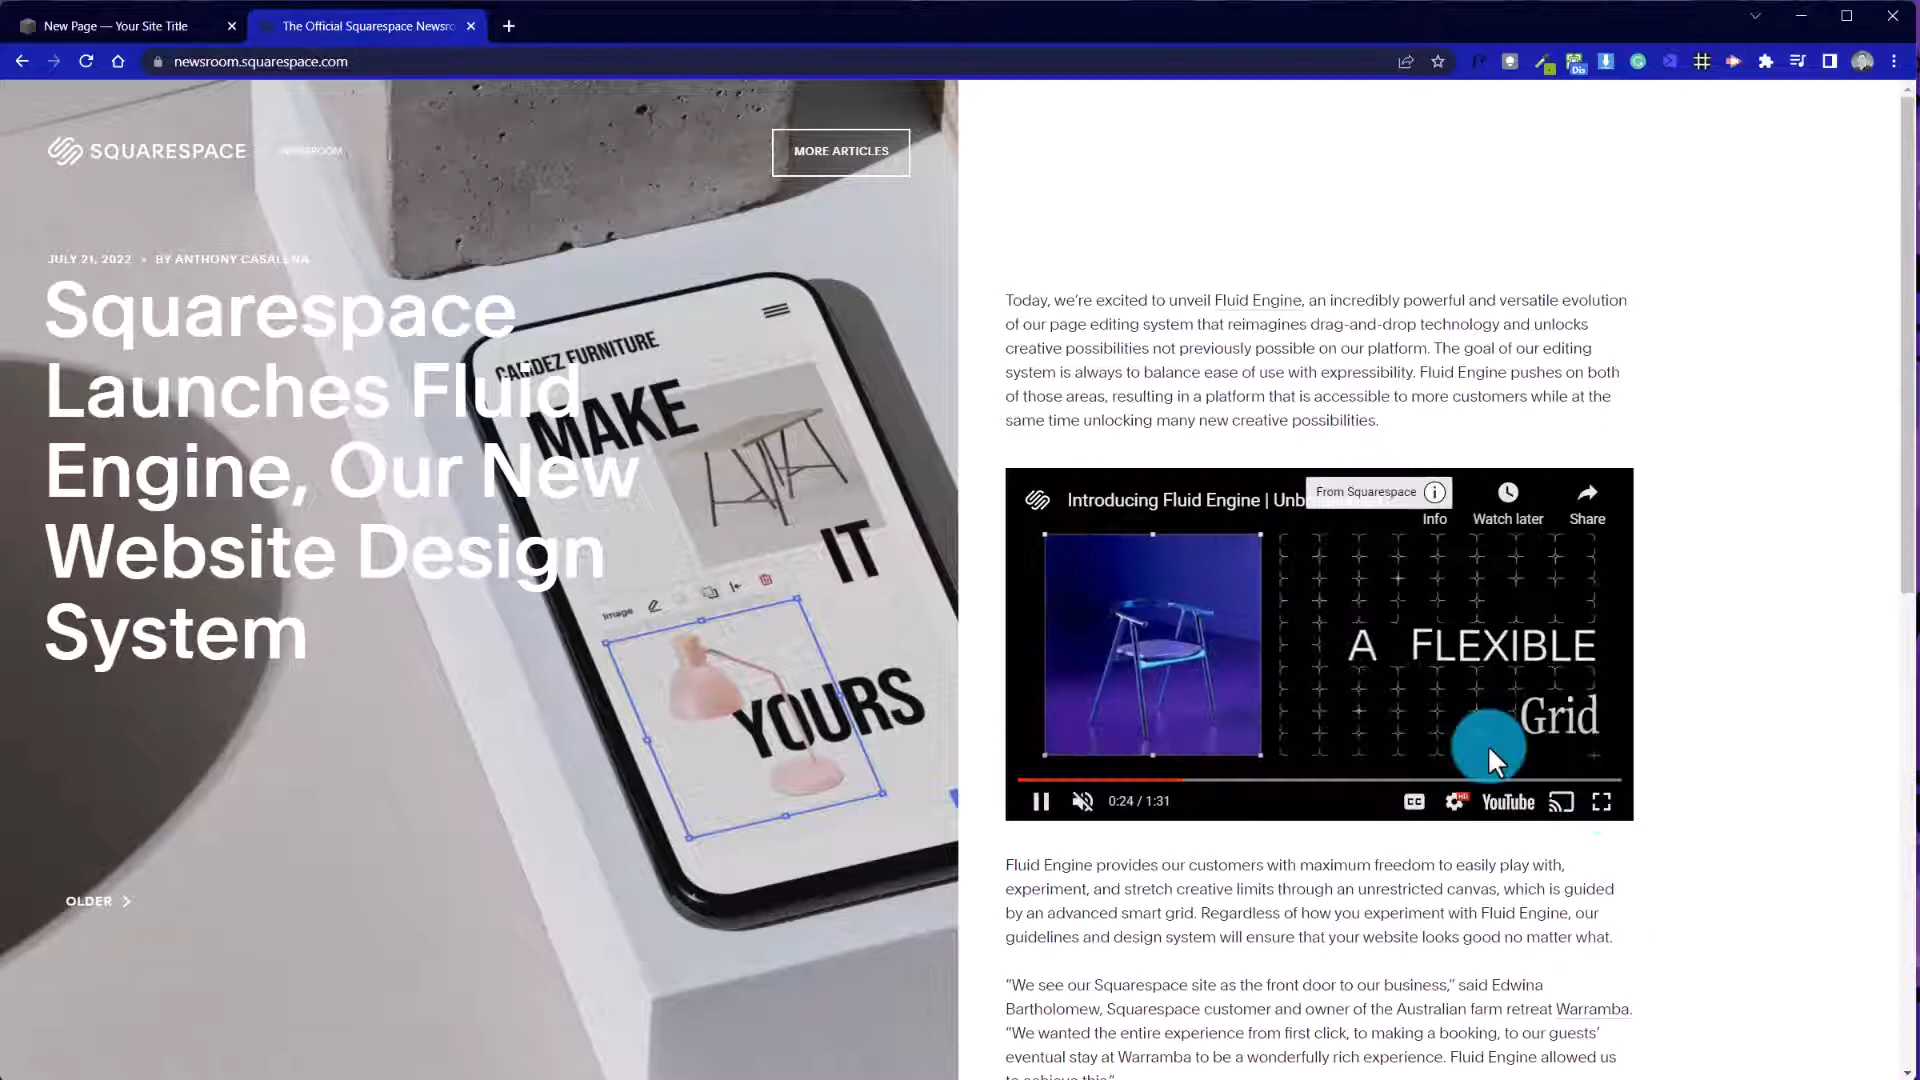 New Page — Your Site Title
The Official Squarespace Newsro
newsroom.squarespace.com
Dis
SQUARESPACE
NEWSROOM
MORE ARTICLES
JULY 21, 2022 • BY ANTHONY CASALENA
Squarespace
Launches Fluid
Engine, Our New
Website Design
System
CANDEZ FURNITURE
MAKE
IT
Image
YOURS
OLDER
Today, we’re excited to unveil Fluid Engine, an incredibly powerful and versatile evolution
of our page editing system that reimagines drag-and-drop technology and unlocks
creative possibilities not previously possible on our platform. The goal of our editing
system is always to balance ease of use with expressibility. Fluid Engine pushes on both
of those areas, resulting in a platform that is accessible to more customers while at the
same time unlocking many new creative possibilities.
Introducing Fluid Engine | Unb
From Squarespace
Info
Watch later
Share
A FLEXIBLE
Grid
0:24 / 1:31
CC
HD
YouTube
Fluid Engine provides our customers with maximum freedom to easily play with,
experiment, and stretch creative limits through an unrestricted canvas, which is guided
by an advanced smart grid. Regardless of how you experiment with Fluid Engine, our
guidelines and design system will ensure that your website looks good no matter what.
“We see our Squarespace site as the front door to our business,” said Edwina
Bartholomew, Squarespace customer and owner of the Australian farm retreat Warramba.
“We wanted the entire experience from first click, to making a booking, to our guests’
eventual stay at Warramba to be a wonderfully rich experience. Fluid Engine allowed us
to achieve this.”